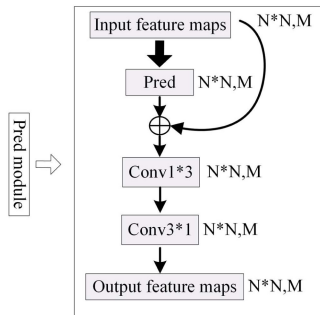 Input feature maps N*N,M
Pred N*N,M
Pred module
Conv1*3 N*N,M
Conv3*1 N*N,M
Output feature maps N*N,M